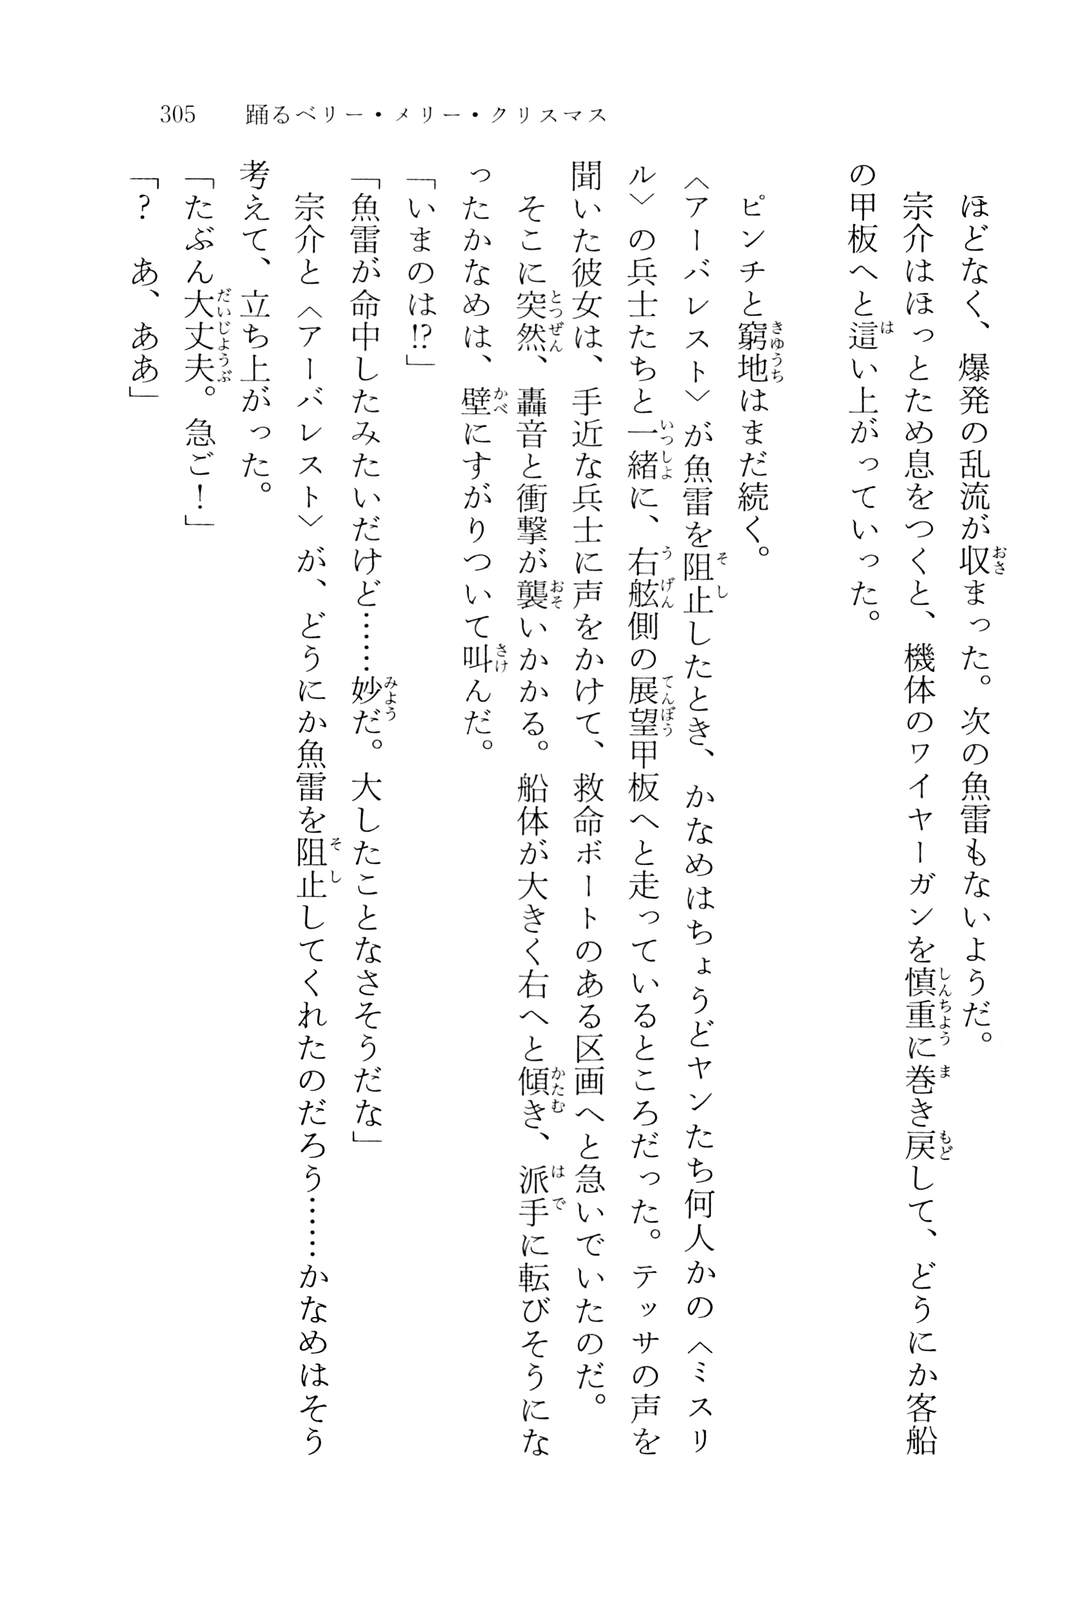 305　踊るベリー・メリー・クリスマス
　ほどなく、爆発の乱流が収まった。次の魚雷もないようだ。
　宗介はほっとため息をつくと、機体のワイヤーガンを慎重に巻き戻して、どうにか客船
の甲板へと這い上がっていった。
　ピンチと窮地はまだ続く。
〈アーバレスト〉が魚雷を阻止したとき、かなめはちょうどヤンたち何人かの〈ミスリ
ル〉の兵士たちと一緒に、右舷側の展望甲板へと走っているところだった。テッサの声を
聞いた彼女は、手近な兵士に声をかけて、救命ボートのある区画へと急いでいたのだ。
　そこに突然、轟音と衝撃が襲いかかる。船体が大きく右へと傾き、派手に転びそうにな
ったかなめは、壁にすがりついて叫んだ。
「いまのは!?」
「魚雷が命中したみたいだけど……妙だ。大したことなさそうだな」
　宗介と〈アーバレスト〉が、どうにか魚雷を阻止してくれたのだろう……かなめはそう
考えて、立ち上がった。
「たぶん大丈夫。急ご！」
「？　あ、ああ」